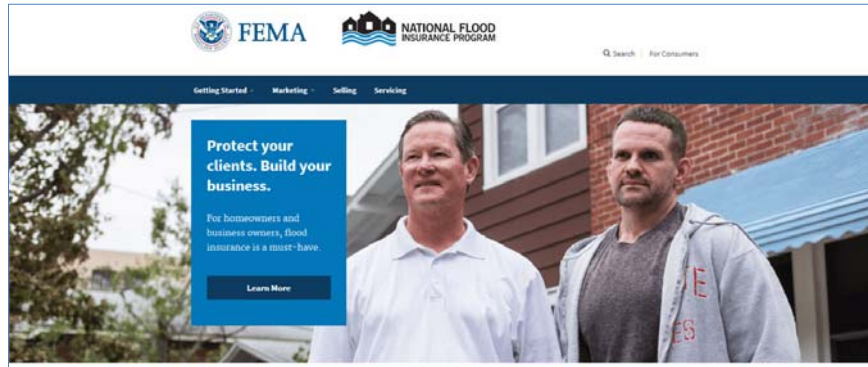 FEMA
NATIONAL FLOOD
INSURANCE PROGRAM
Search
For Consumers
Getting Started
Marketing
Selling
Servicing
Protect your
clients. Build your
business.
For homeowners and
business owners, flood
insurance is a must-have.
Learn More
E
ES